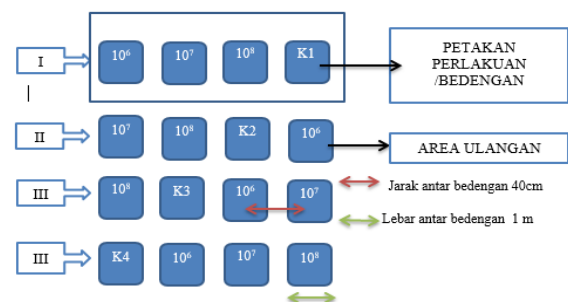 I
10⁶ 10⁷ 10⁸ K1
PETAKAN
PERLAKUAN
/BEDENGAN
II
10⁷ 10⁸ K2 10⁶
AREA ULANGAN
III
10⁸ K3 10⁶ 10⁷
Jarak antar bedengan 40cm
Lebar antar bedengan 1 m
III
K4 10⁶ 10⁷ 10⁸